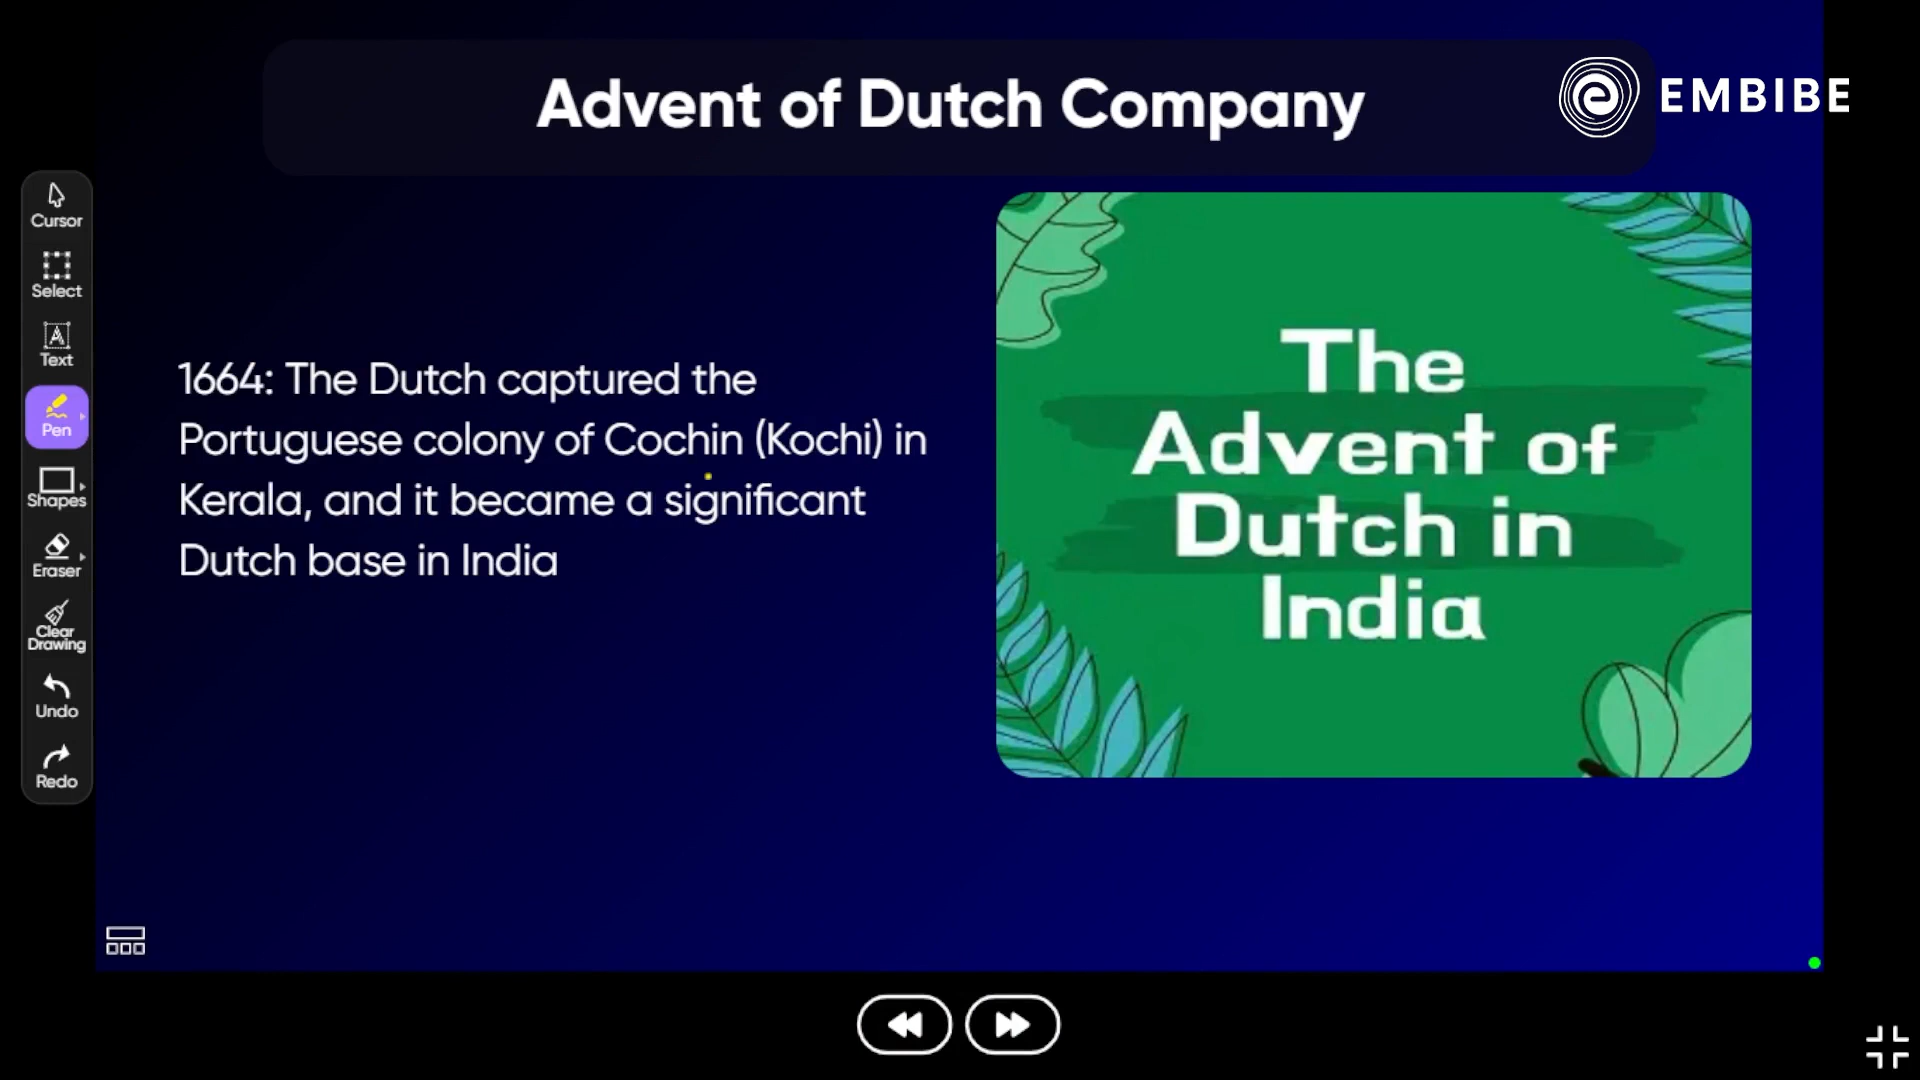 Advent of Dutch Company
EMBIBE
Cursor
Select
Text
Pen
Shapes
Eraser
Clear
Drawing
Undo
Redo
1664: The Dutch captured the
Portuguese colony of Cochin (Kochi) in
Kerala, and it became a significant
Dutch base in India
The
Advent of
Dutch in
India